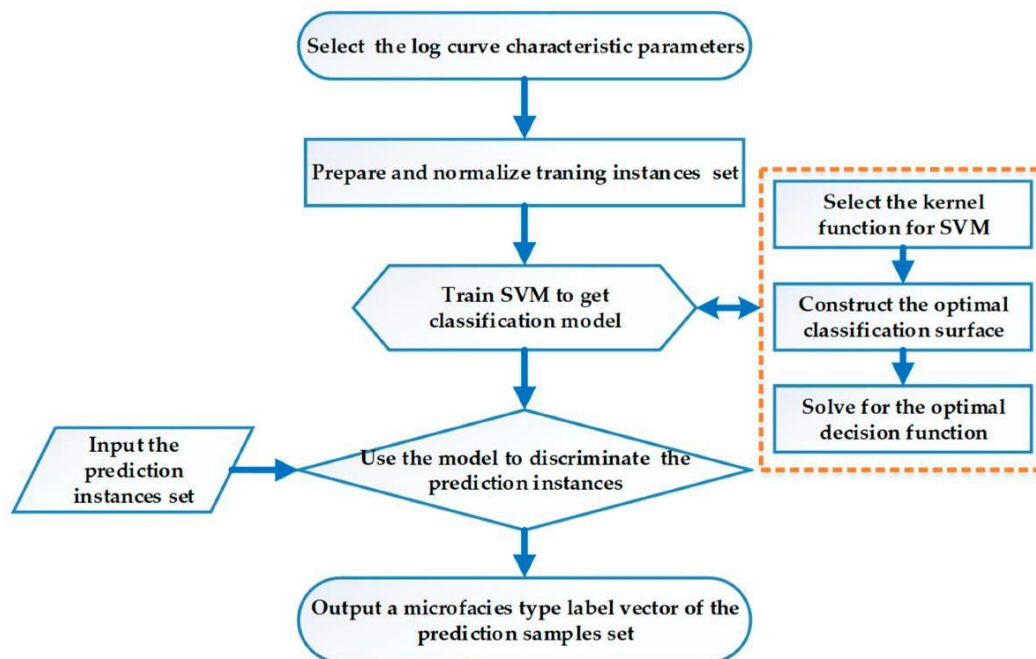 Select the log curve characteristic parameters
Prepare and normalize traning instances set
Train SVM to get
classification model
Select the kernel
function for SVM
Construct the optimal
classification surface
Solve for the optimal
decision function
Input the
prediction
instances set
Use the model to discriminate the
prediction instances
Output a microfacies type label vector of the
prediction samples set